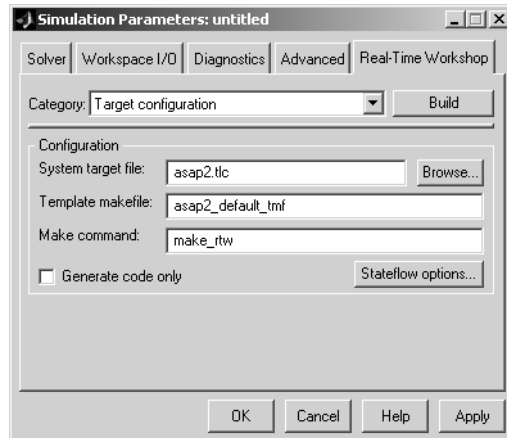 Simulation Parameters: untitled
Solver Workspace I/O Diagnostics Advanced Real-Time Workshop
Category: Target configuration Build
Configuration
System target file: asap2.tlc Browse...
Template makefile: asap2_default_tmf
Make command: make_rtw
Generate code only Stateflow options...
OK Cancel Help Apply